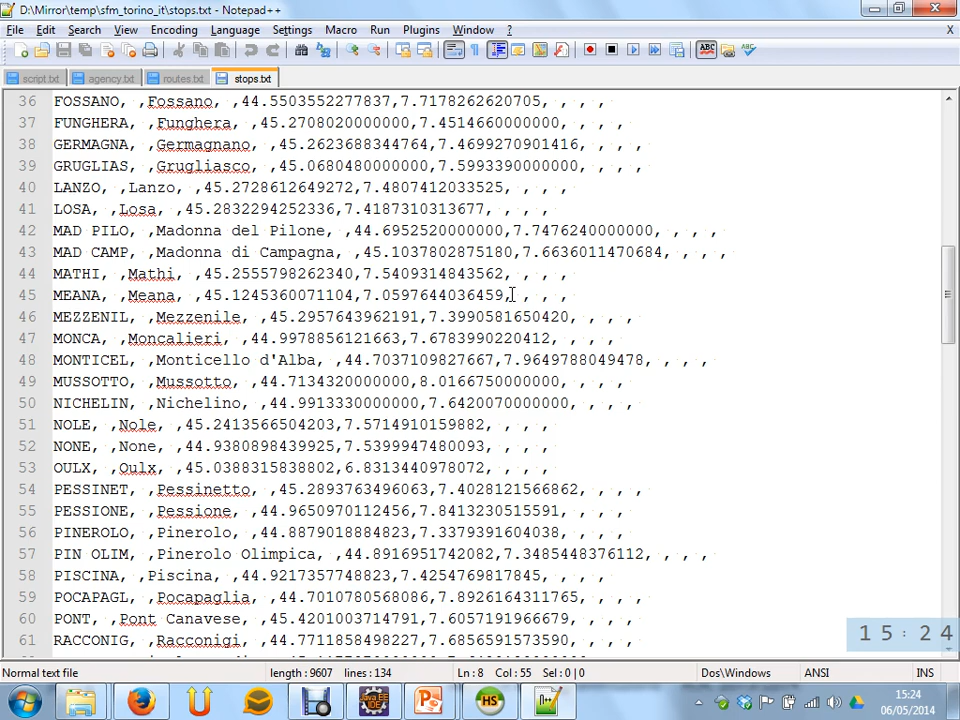 D:\Mirror\temp\sfm_torino_it\stops.txt - Notepad++
File Edit Search View Encoding Language Settings Macro Run Plugins Window ? X
script.txt agency.txt routes.txt stops.txt
36 FOSSANO, ,Fossano, ,44.5503552277837,7.7178262620705, , , ,
37 FUNGHERA, ,Funghera, ,45.2708020000000,7.4514660000000, , , ,
38 GERMAGNA, ,Germagnano, ,45.2623688344764,7.4699270901416, , , ,
39 GRUGLIAS, ,Grugliasco, ,45.0680480000000,7.5993390000000, , , ,
40 LANZO, ,Lanzo, ,45.2728612649272,7.4807412033525, , , ,
41 LOSA, ,Losa, ,45.2832294252336,7.4187310313677, , , ,
42 MAD PILO, ,Madonna del Pilone, ,44.6952520000000,7.7476240000000, , , ,
43 MAD CAMP, ,Madonna di Campagna, ,45.1037802875180,7.6636011470684, , , ,
44 MATHI, ,Mathi, ,45.2555798262340,7.5409314843562, , , ,
45 MEANA, ,Meana, ,45.1245360071104,7.0597644036459, , , ,
46 MEZZENIL, ,Mezzenile, ,45.2957643962191,7.3990581650420, , , ,
47 MONCA, ,Moncalieri, ,44.9978856121663,7.6783990220412, , , ,
48 MONTICEL, ,Monticello d'Alba, ,44.7037109827667,7.9649788049478, , , ,
49 MUSSOTTO, ,Mussotto, ,44.7134320000000,8.0166750000000, , , ,
50 NICHELIN, ,Nichelino, ,44.9913330000000,7.6420070000000, , , ,
51 NOLE, ,Nole, ,45.2413566504203,7.5714910159882, , , ,
52 NONE, ,None, ,44.9380898439925,7.5399947480093, , , ,
53 OULX, ,Oulx, ,45.0388315838802,6.8313440978072, , , ,
54 PESSINET, ,Pessinetto, ,45.2893763496063,7.4028121566862, , , ,
55 PESSIONE, ,Pessione, ,44.9650970112456,7.8413230515591, , , ,
56 PINEROLO, ,Pinerolo, ,44.8879018884823,7.3379391604038, , , ,
57 PIN OLIM, ,Pinerolo Olimpica, ,44.8916951742082,7.3485448376112, , , ,
58 PISCINA, ,Piscina, ,44.9217357748823,7.4254769817845, , , ,
59 POCAPAGL, ,Pocapaglia, ,44.7010780568086,7.8926164311765, , , ,
60 PONT, ,Pont Canavese, ,45.4201003714791,7.6057191966679, , , ,
61 RACCONIG, ,Racconigi, ,44.7711858498227,7.6856591573590, , , ,
15:24
Normal text file length : 9607 lines : 134 Ln : 8 Col : 55 Sel : 0 | 0 Dos\Windows ANSI INS
15:24
06/05/2014